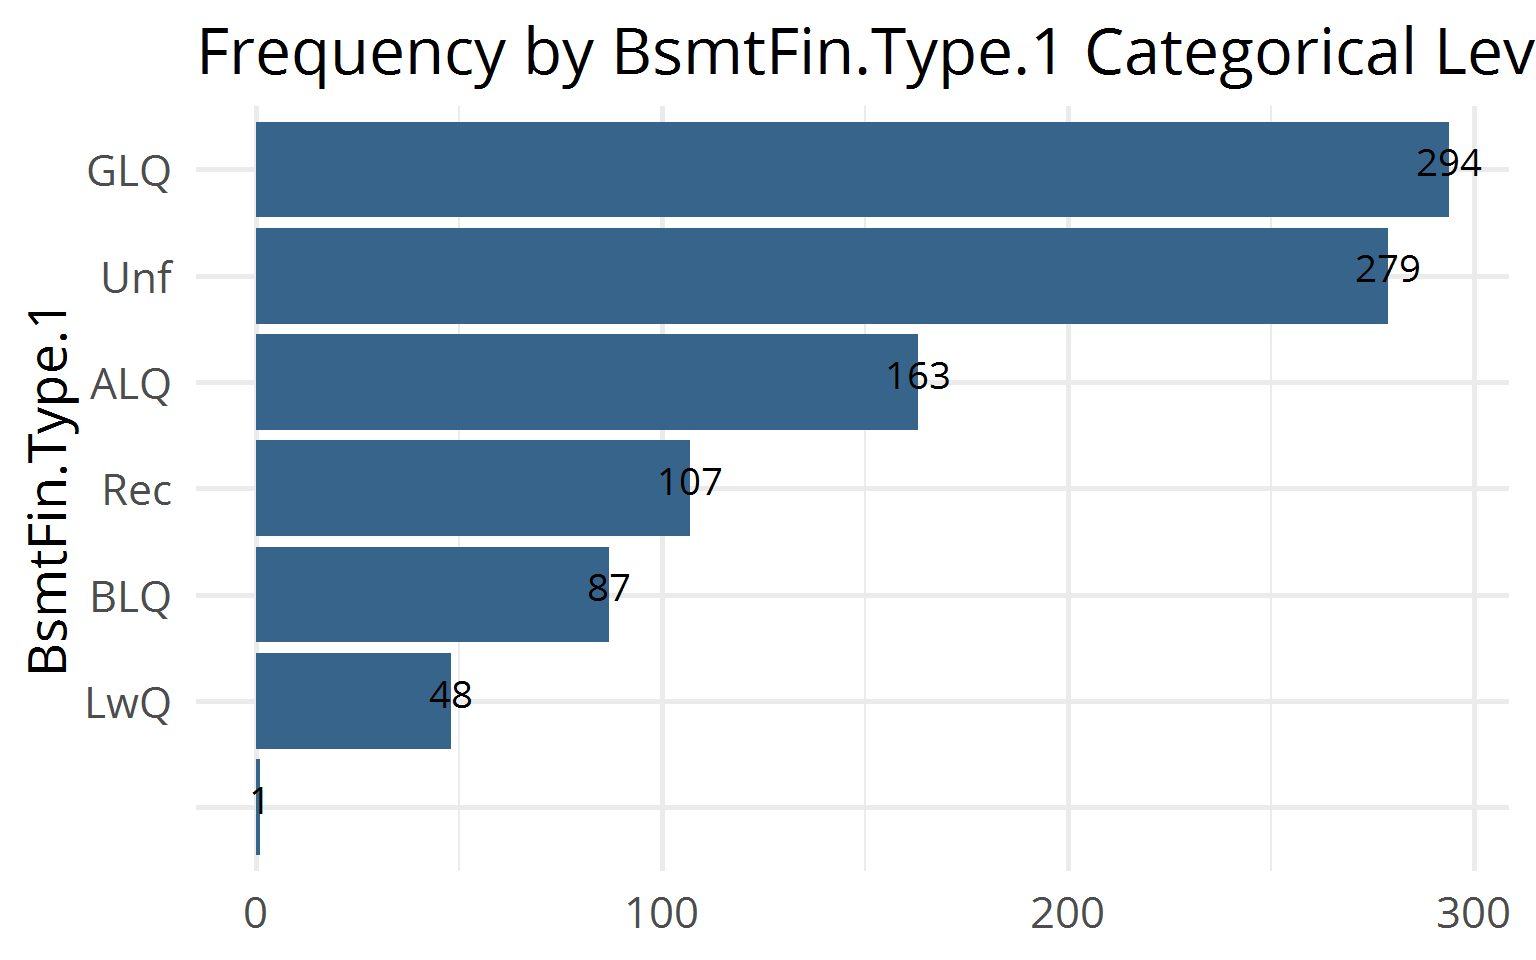 Frequency by BsmtFin.Type.1 Categorical Lev
BsmtFin.Type.1
GLQ 294
Unf 279
ALQ 163
Rec 107
BLQ 87
LwQ 48
1
0 100 200 300